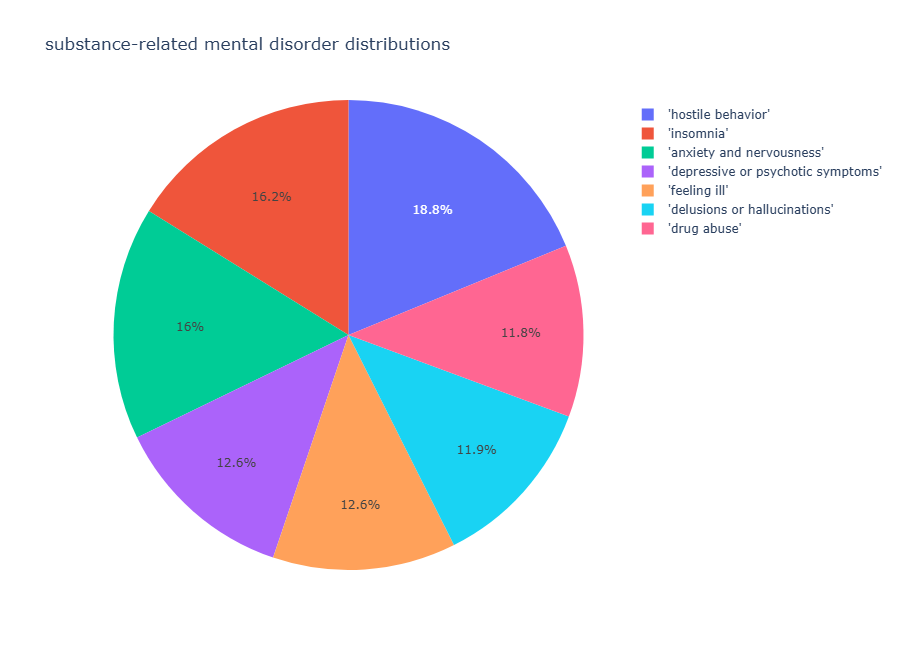 substance-related mental disorder distributions
'hostile behavior'
'insomnia'
'anxiety and nervousness'
'depressive or psychotic symptoms'
'feeling ill'
'delusions or hallucinations'
'drug abuse'
16.2%
18.8%
16%
11.8%
12.6%
11.9%
12.6%